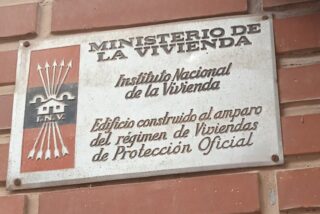 MINISTERIO DE
LA VIVIENDA
Instituto Nacional
de la Vivienda
I.N.V.
Edificio construido al amparo
del régimen de Viviendas
de Protección Oficial